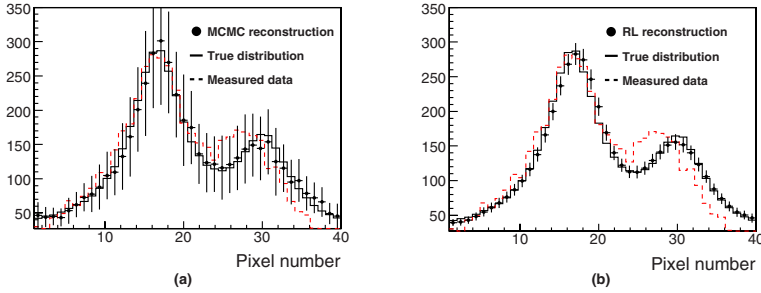 350
300
250
200
150
100
50
MCMC reconstruction
True distribution
Measured data
10
20
30
40
Pixel number
(a)
350
300
250
200
150
100
50
RL reconstruction
True distribution
Measured data
10
20
30
40
Pixel number
(b)